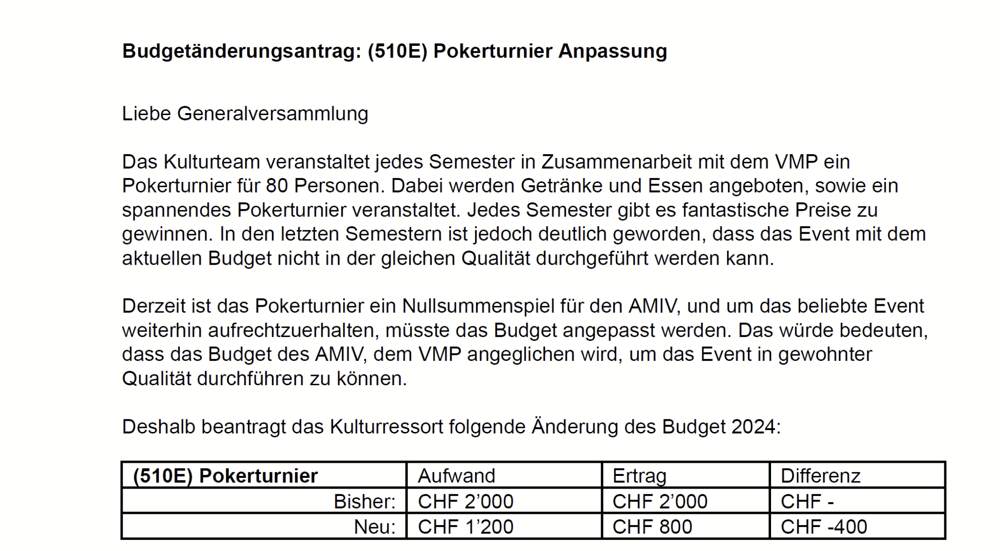 Budgetänderungsantrag: (510E) Pokerturnier Anpassung
Liebe Generalversammlung
Das Kulturteam veranstaltet jedes Semester in Zusammenarbeit mit dem VMP ein
Pokerturnier für 80 Personen. Dabei werden Getränke und Essen angeboten, sowie ein
spannendes Pokerturnier veranstaltet. Jedes Semester gibt es fantastische Preise zu
gewinnen. In den letzten Semestern ist jedoch deutlich geworden, dass das Event mit dem
aktuellen Budget nicht in der gleichen Qualität durchgeführt werden kann.
Derzeit ist das Pokerturnier ein Nullsummenspiel für den AMIV, und um das beliebte Event
weiterhin aufrechtzuerhalten, müsste das Budget angepasst werden. Das würde bedeuten,
dass das Budget des AMIV, dem VMP angeglichen wird, um das Event in gewohnter
Qualität durchführen zu können.
Deshalb beantragt das Kulturressort folgende Änderung des Budget 2024:
(510E) Pokerturnier Aufwand Ertrag Differenz
Bisher: CHF 2’000 CHF 2’000 CHF -
Neu: CHF 1’200 CHF 800 CHF -400